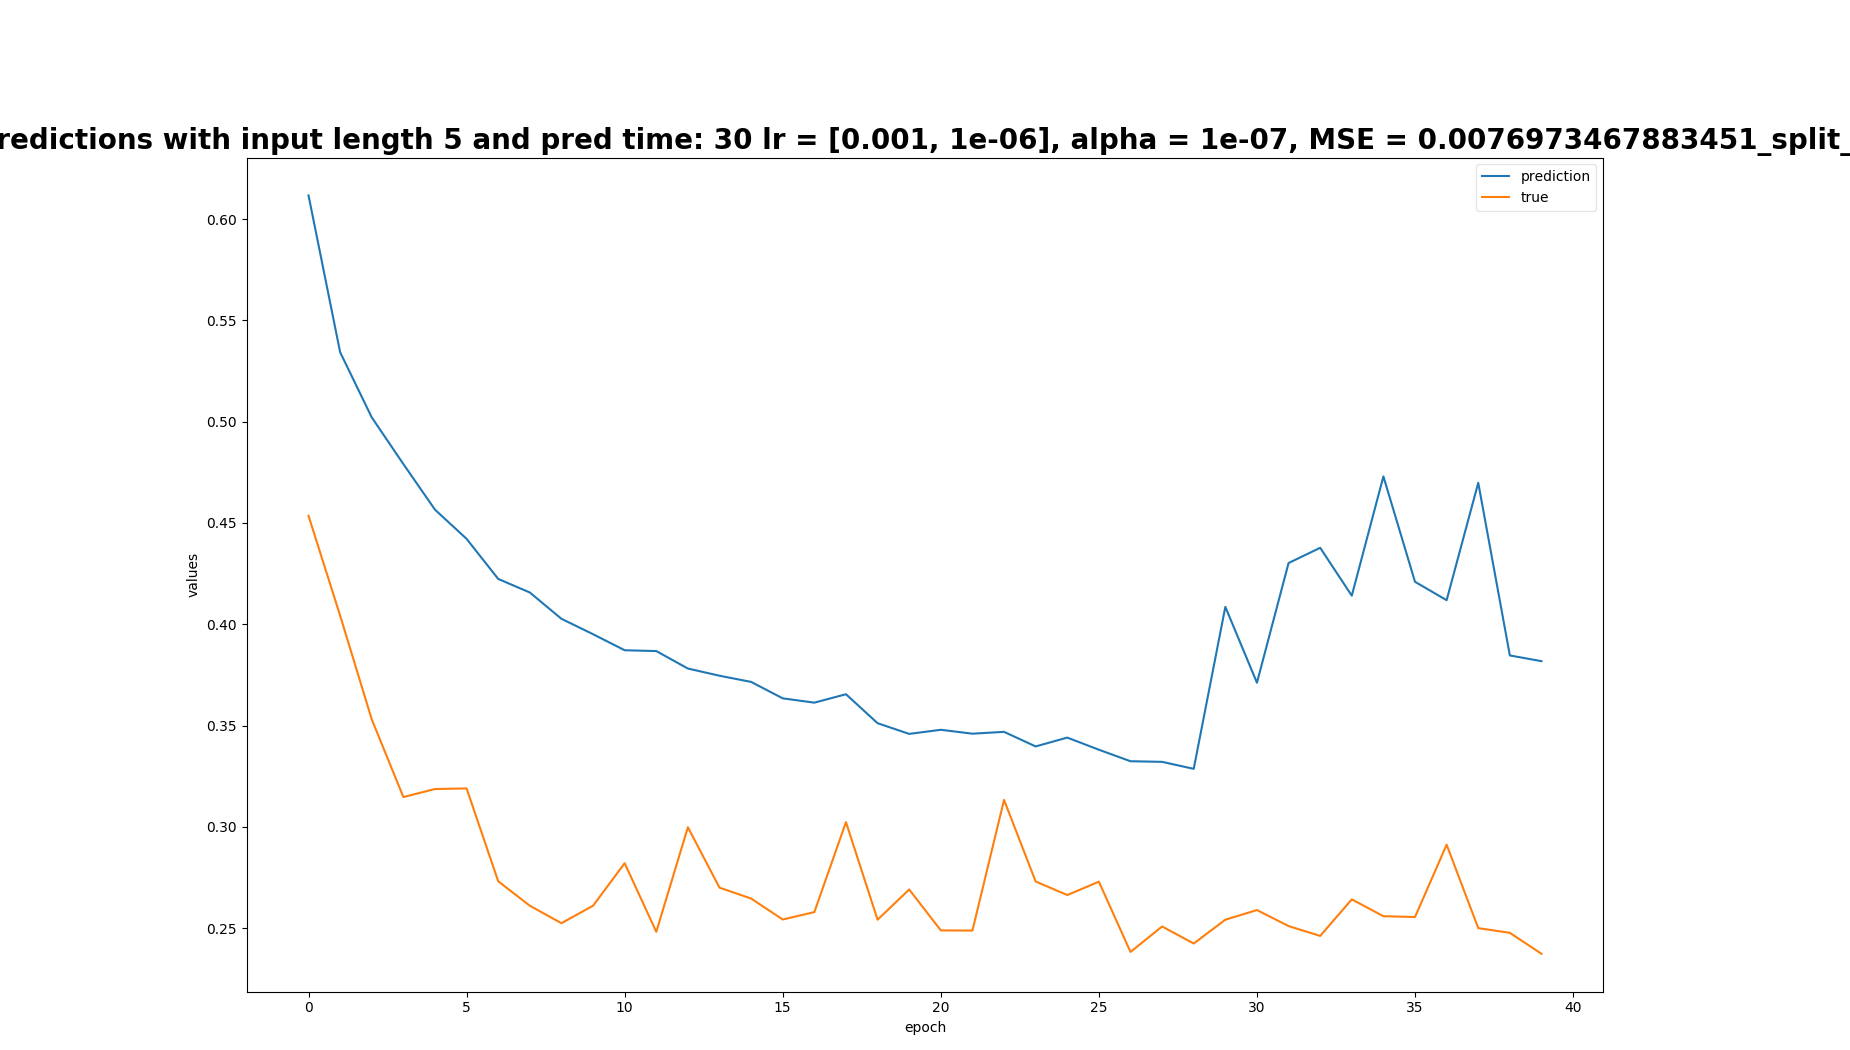 redictions with input length 5 and pred time: 30 lr = [0.001, 1e-06], alpha = 1e-07, MSE = 0.0076973467883451_split_
prediction
true
0.60
0.55
0.50
0.45
0.40
0.35
0.30
0.25
values
0 5 10 15 20 25 30 35 40
epoch